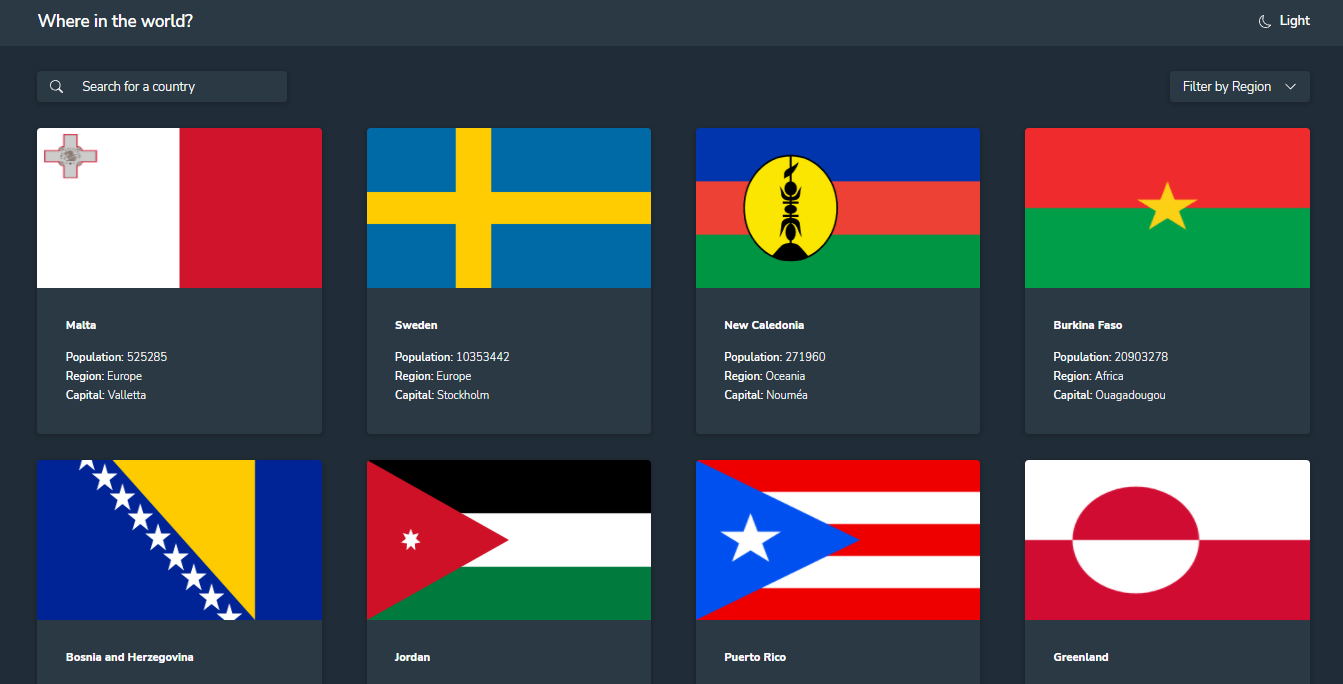 Where in the world?
Light
Search for a country
Filter by Region
Malta
Population: 525285
Region: Europe
Capital: Valletta
Sweden
Population: 10353442
Region: Europe
Capital: Stockholm
New Caledonia
Population: 271960
Region: Oceania
Capital: Nouméa
Burkina Faso
Population: 20903278
Region: Africa
Capital: Ouagadougou
Bosnia and Herzegovina
Jordan
Puerto Rico
Greenland